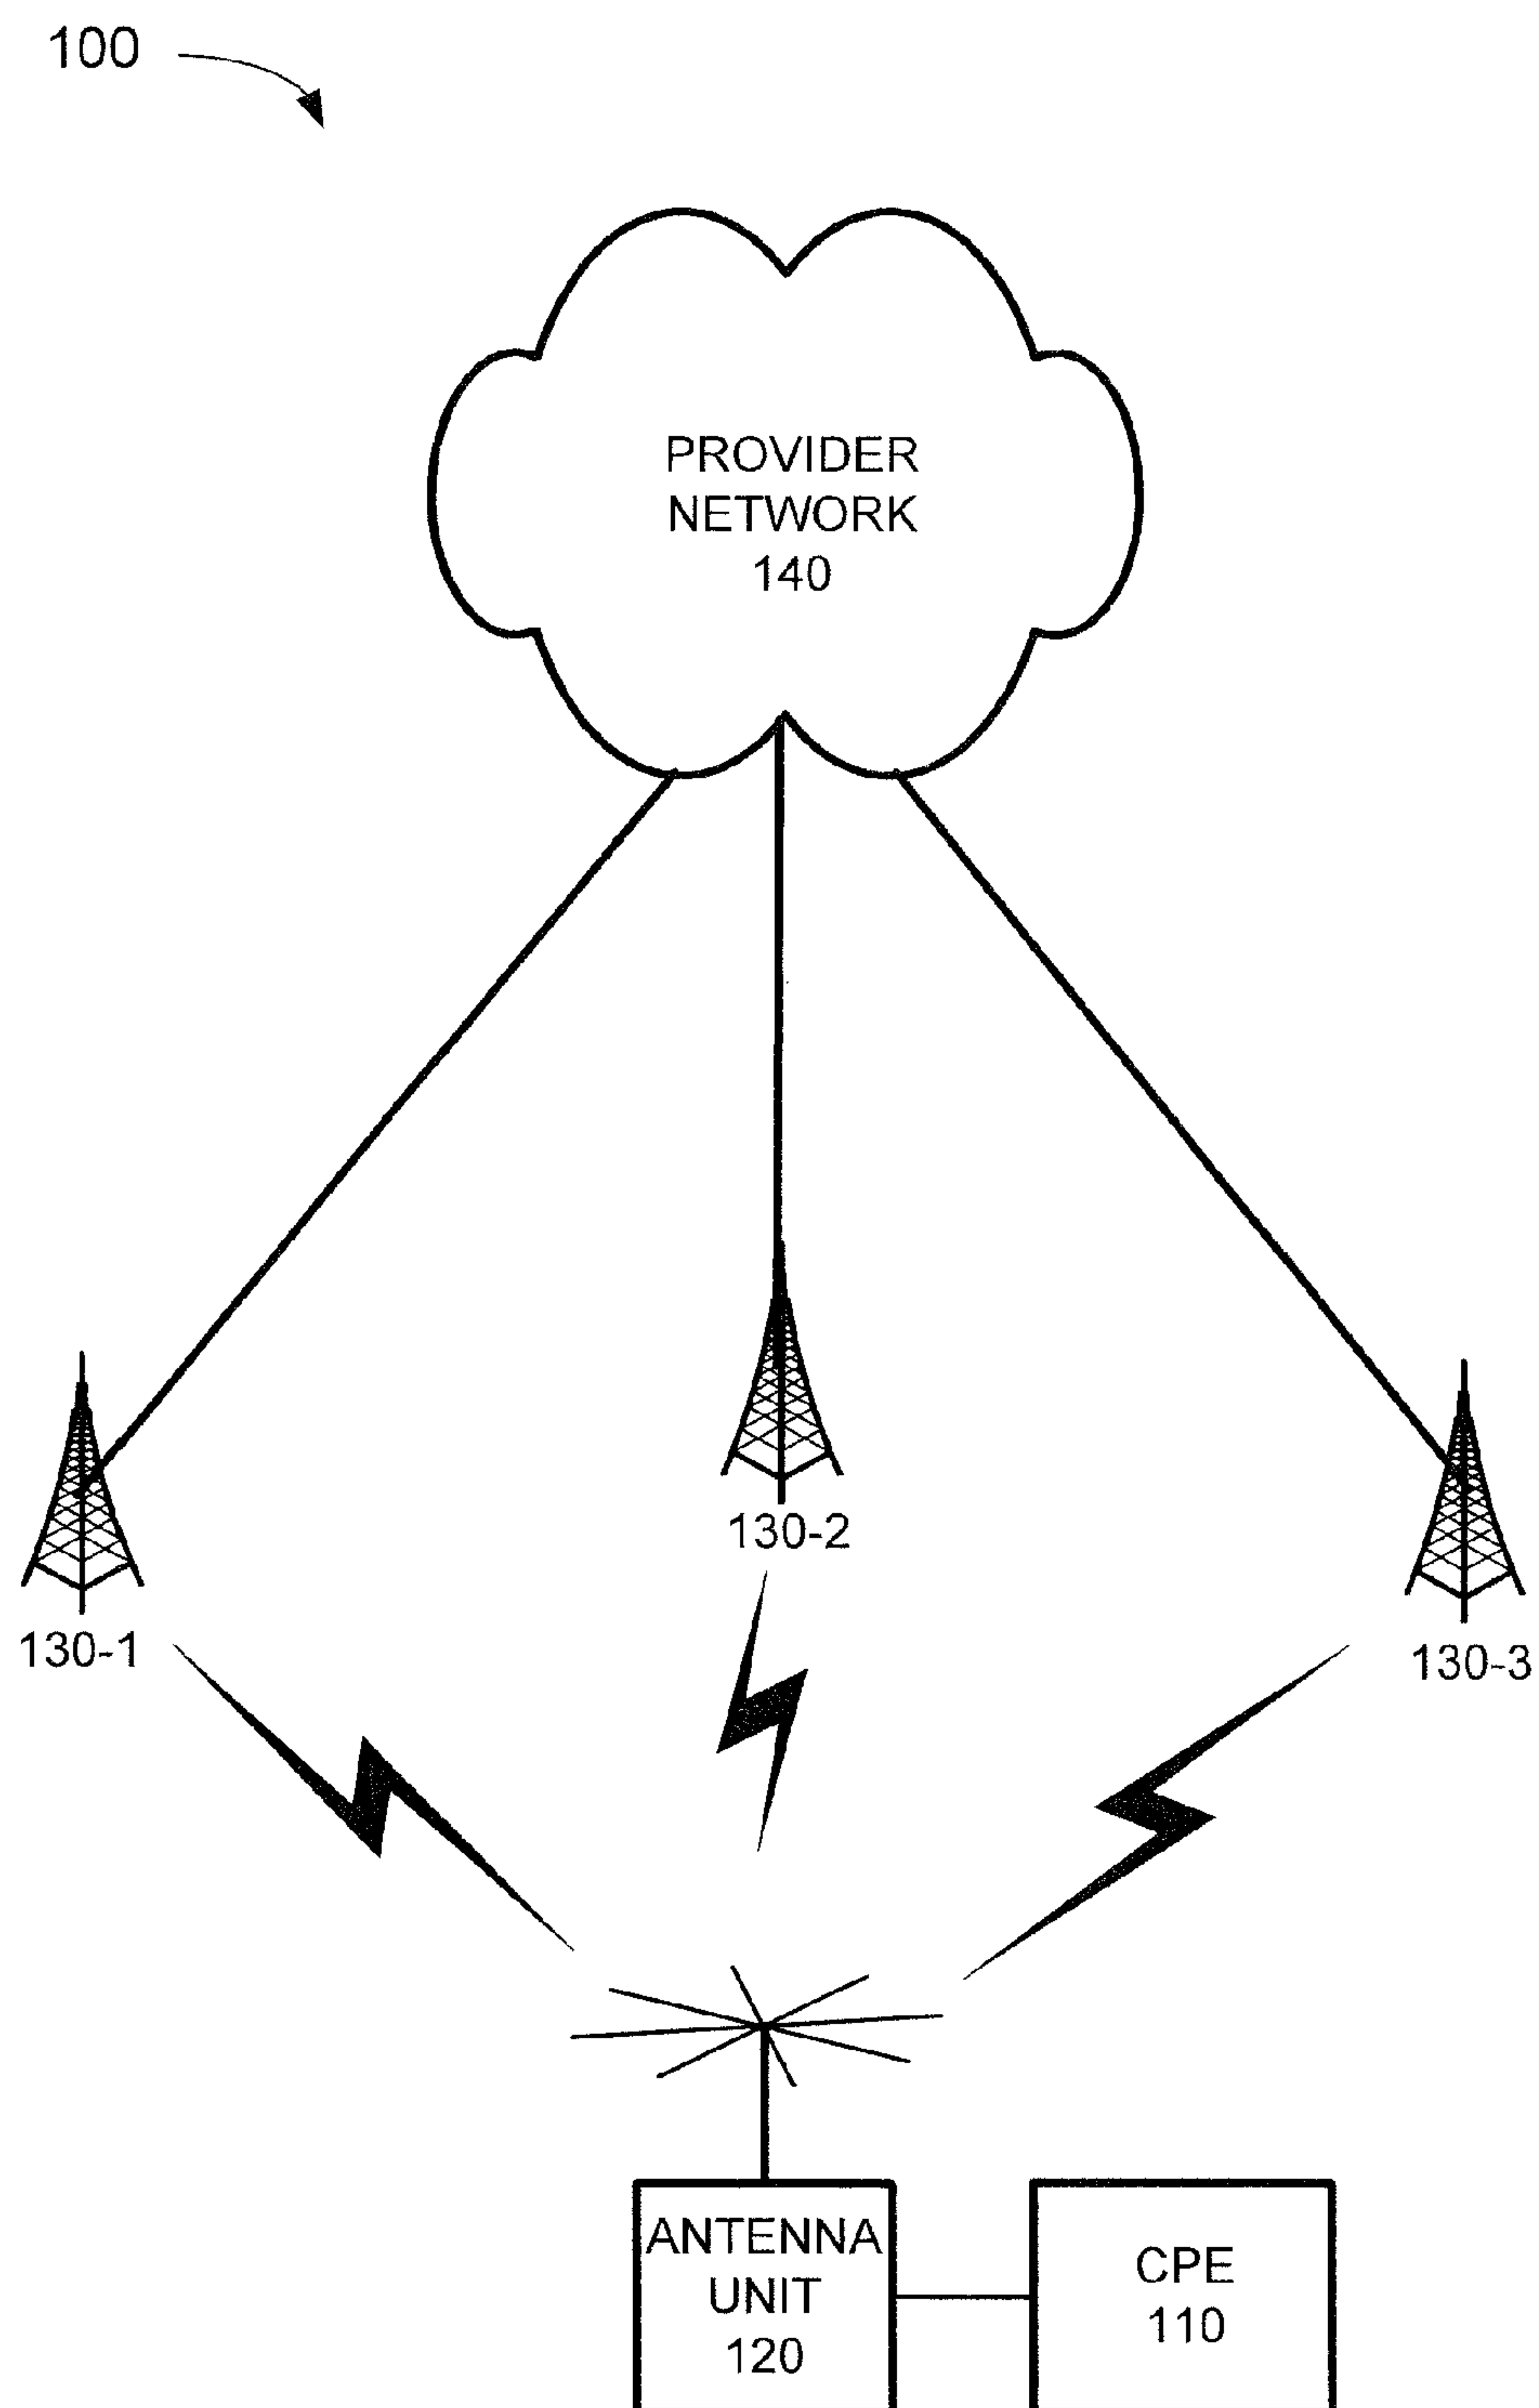 100
PROVIDER
NETWORK
140
130-2
130-1
130-3
ANTENNA
UNIT
120
CPE
110